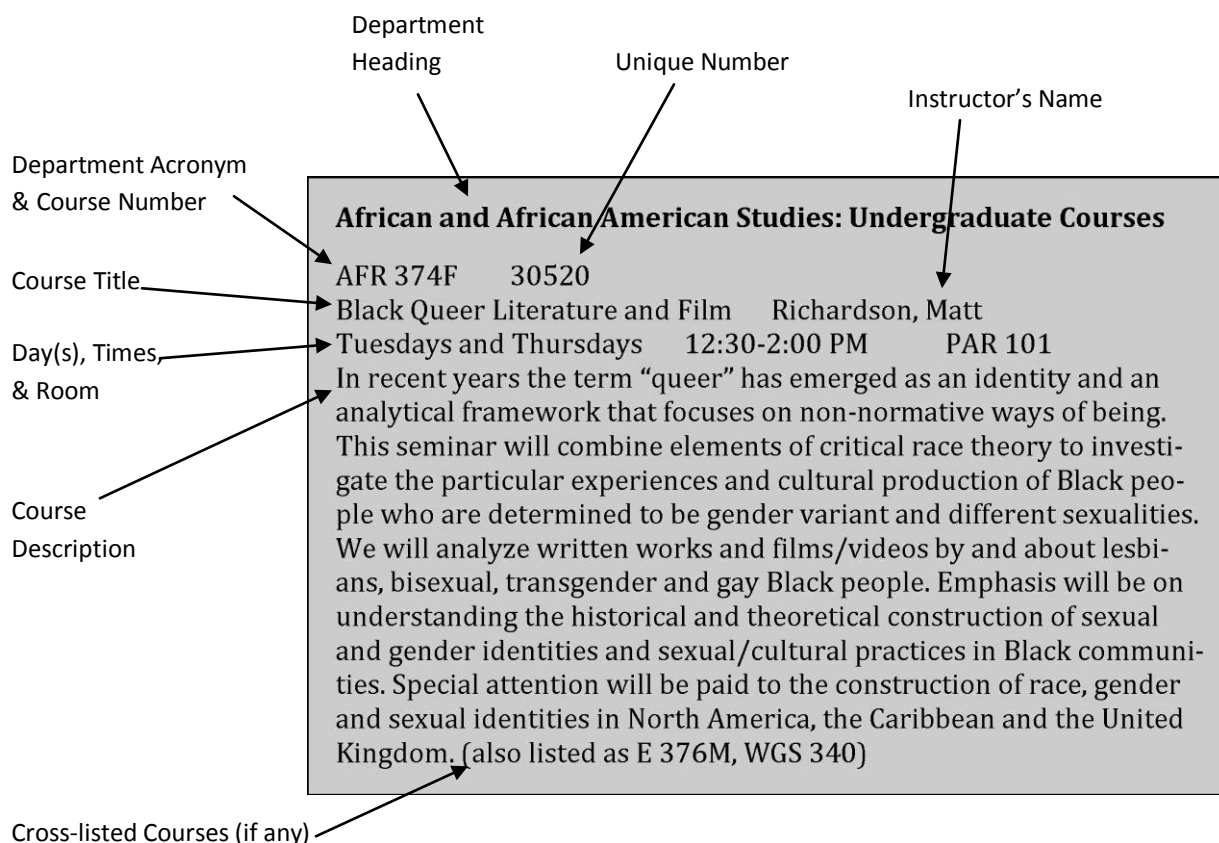 Department
Heading
Unique Number
Instructor’s Name
Department Acronym
& Course Number
Course Title
Day(s), Times,
& Room
Course
Description
Cross-listed Courses (if any)
African and African American Studies: Undergraduate Courses
AFR 374F 30520
Black Queer Literature and Film Richardson, Matt
Tuesdays and Thursdays 12:30-2:00 PM PAR 101
In recent years the term “queer” has emerged as an identity and an
analytical framework that focuses on non-normative ways of being.
This seminar will combine elements of critical race theory to investi-
gate the particular experiences and cultural production of Black peo-
ple who are determined to be gender variant and different sexualities.
We will analyze written works and films/videos by and about lesbi-
ans, bisexual, transgender and gay Black people. Emphasis will be on
understanding the historical and theoretical construction of sexual
and gender identities and sexual/cultural practices in Black communi-
ties. Special attention will be paid to the construction of race, gender
and sexual identities in North America, the Caribbean and the United
Kingdom. (also listed as E 376M, WGS 340)